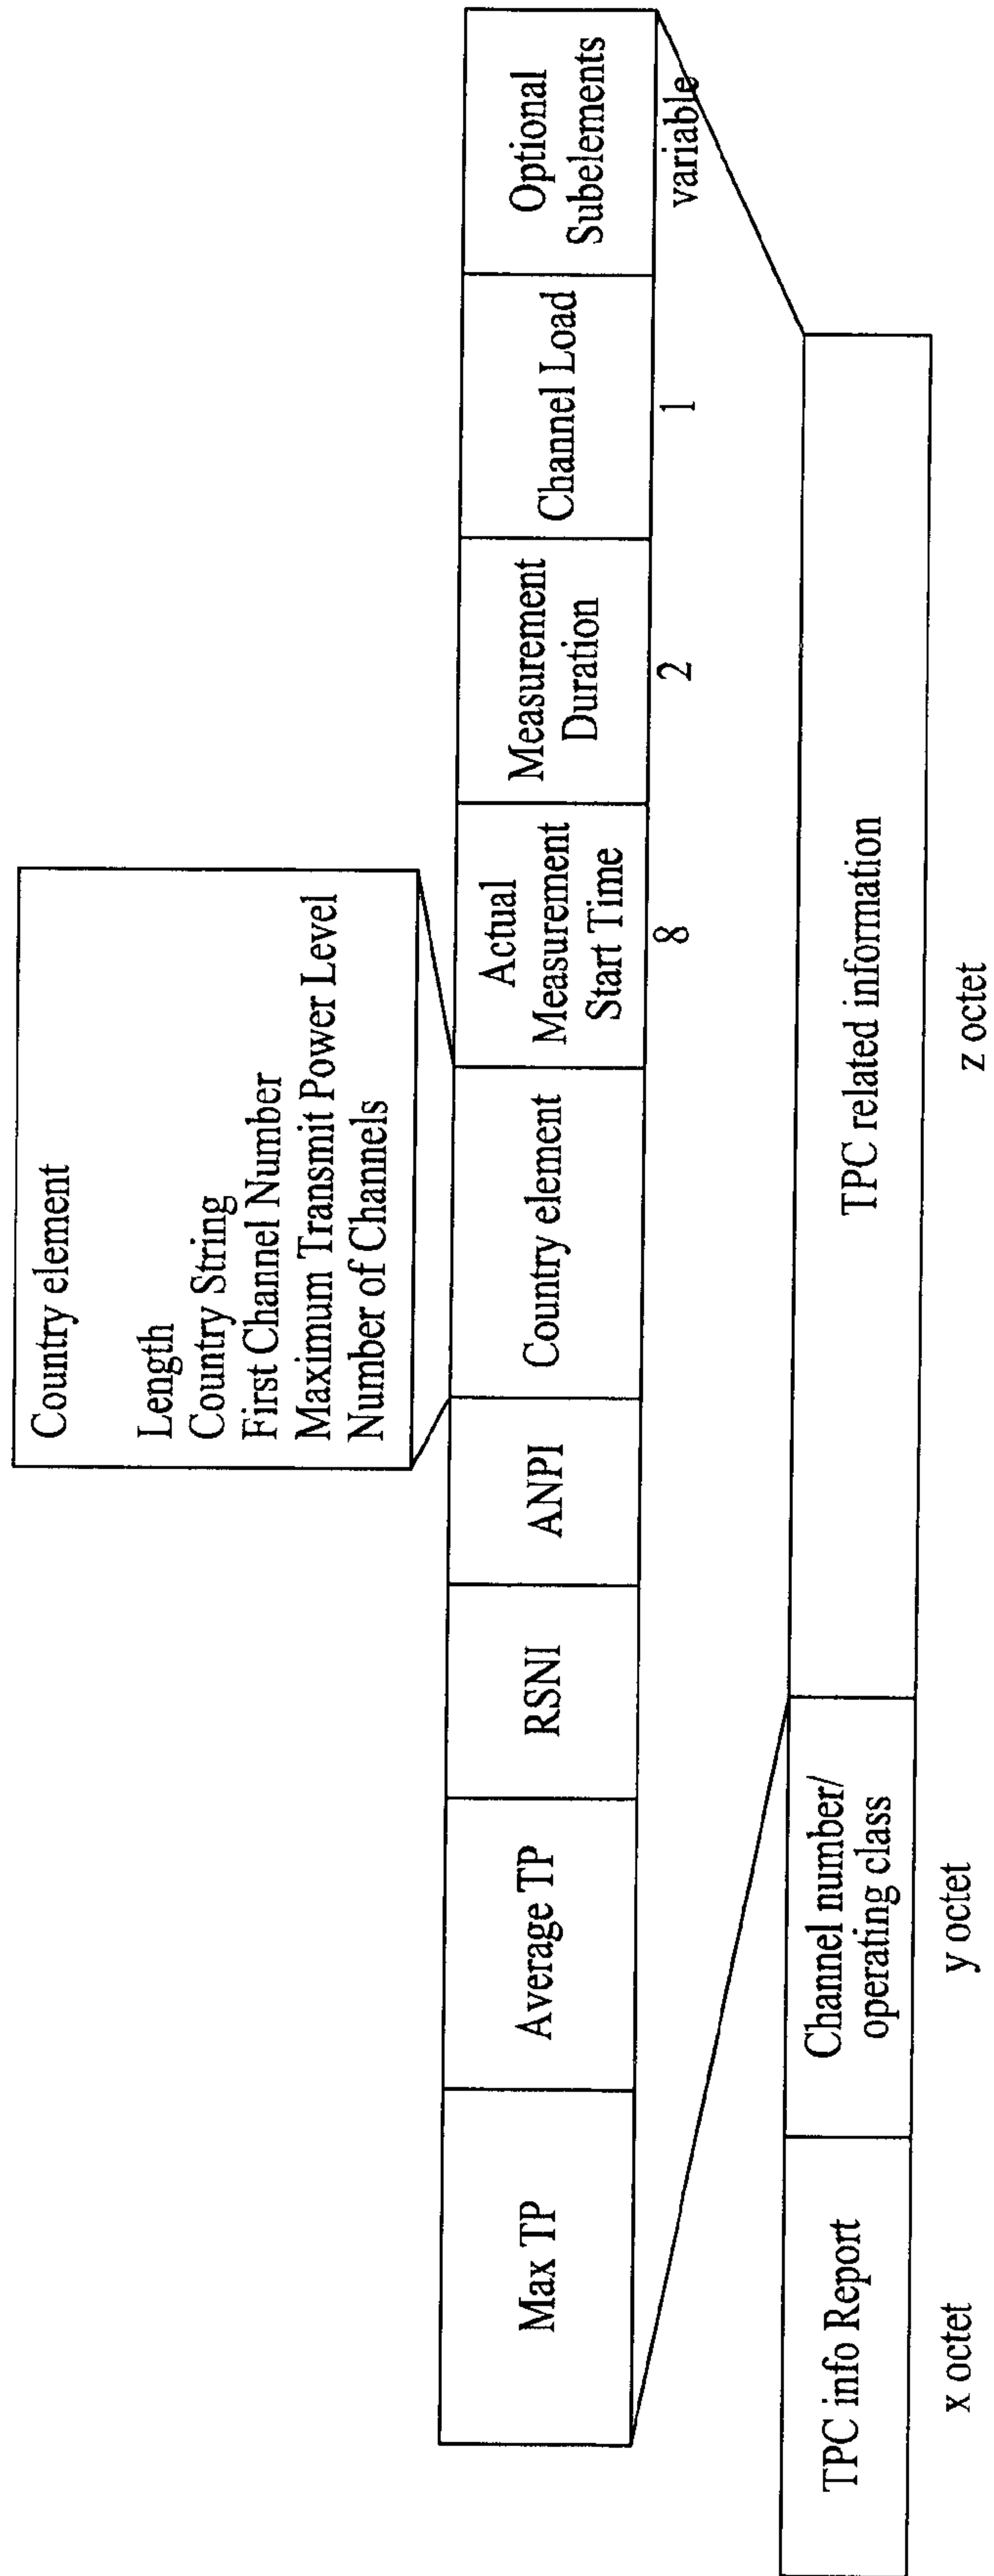 Country element
Length
Country String
First Channel Number
Maximum Transmit Power Level
Number of Channels
Max TP
Average TP
RSNI
ANPI
Country element
Actual
Measurement
Start Time
Measurement
Duration
Channel Load
Optional
Subelements
8
2
1
variable
TPC info Report
Channel number/
operating class
TPC related information
x octet
y octet
z octet